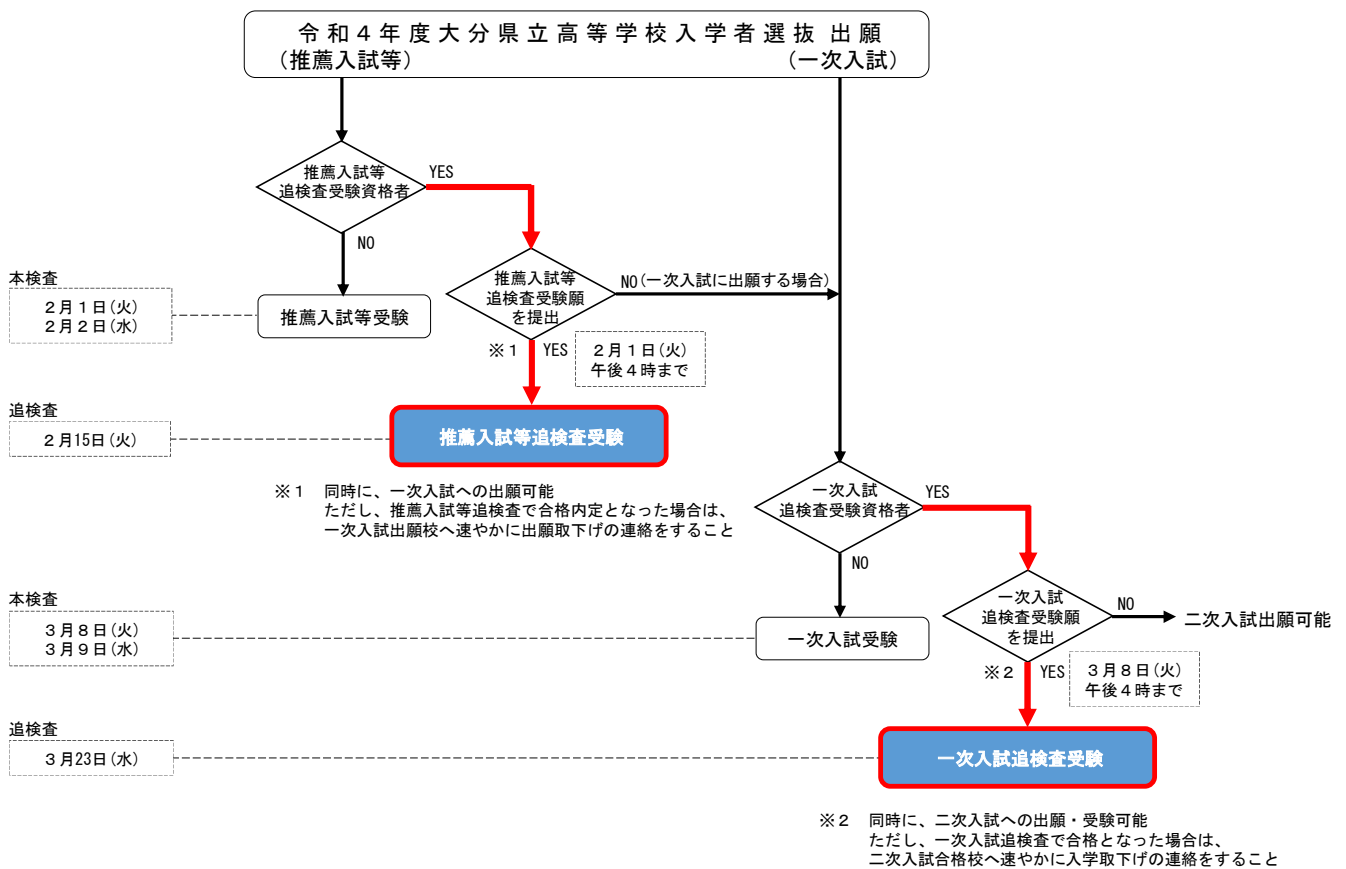 令和４年度大分県立高等学校入学者選抜 出願
(推薦入試等)
(一次入試)
推薦入試等
追検査受験資格者
YES
NO
本検査
２月１日(火)
２月２日(水)
推薦入試等受験
推薦入試等
追検査受験願
を提出
NO(一次入試に出願する場合)
※１
YES
２月１日(火)
午後４時まで
追検査
２月15日(火)
推薦入試等追検査受験
※１ 同時に、一次入試への出願可能
ただし、推薦入試等追検査で合格内定となった場合は、
一次入試出願校へ速やかに出願取下げの連絡をすること
一次入試
追検査受験資格者
YES
NO
本検査
３月８日(火)
３月９日(水)
一次入試受験
一次入試
追検査受験願
を提出
NO
二次入試出願可能
※２
YES
３月８日(火)
午後４時まで
追検査
３月23日(水)
一次入試追検査受験
※２ 同時に、二次入試への出願・受験可能
ただし、一次入試追検査で合格となった場合は、
二次入試合格校へ速やかに入学取下げの連絡をすること